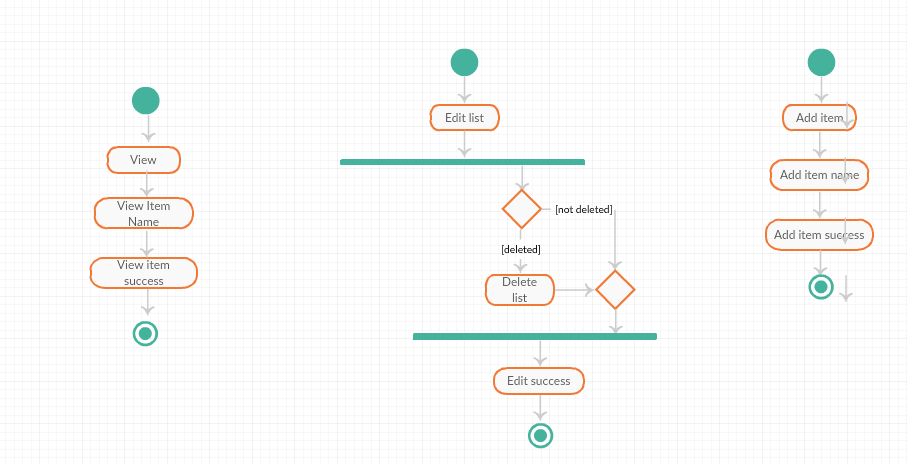 View
View Item
Name
View item
success
Edit list
[not deleted]
[deleted]
Delete
list
Edit success
Add item
Add item name
Add item success